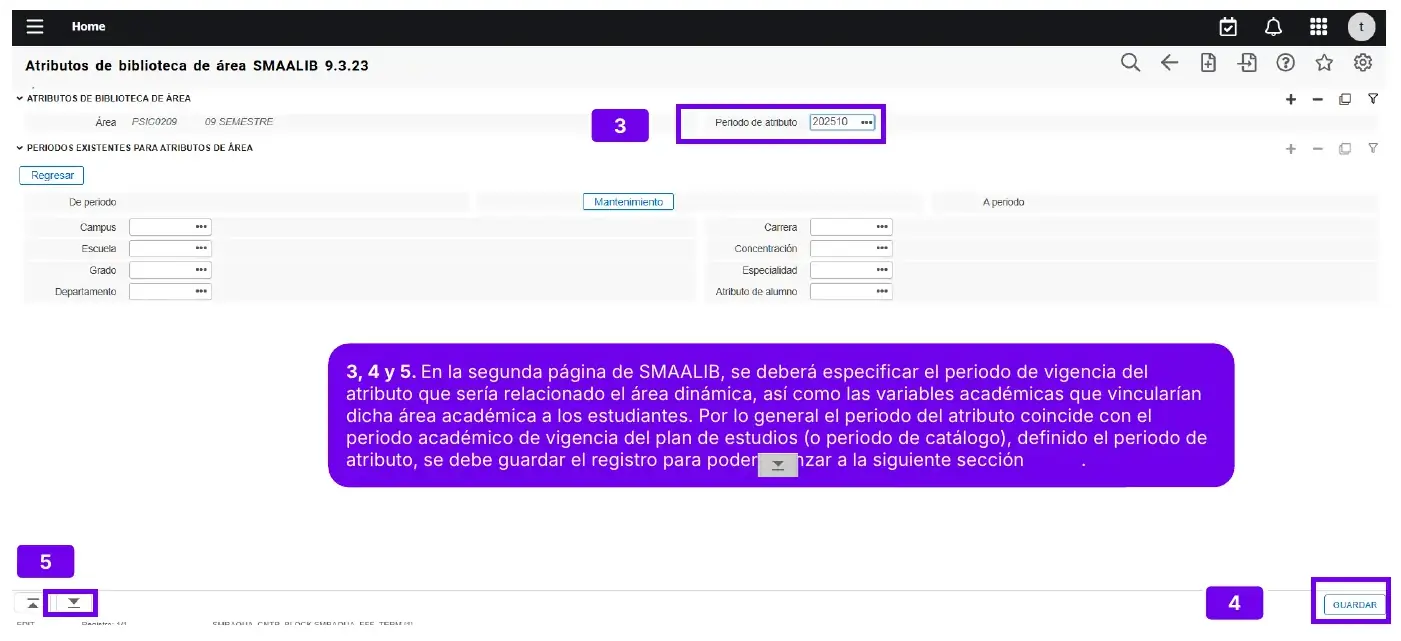 Home
t
Atributos de biblioteca de área SMAALIB 9.3.23
ATRIBUTOS DE BIBLIOTECA DE ÁREA
Área PSIC0209 09 SEMESTRE
3
Periodo de atributo 202510
PERIODOS EXISTENTES PARA ATRIBUTOS DE ÁREA
Regresar
De periodo Mantenimiento A periodo
Campus Carrera
Escuela Concentración
Grado Especialidad
Departamento Atributo de alumno
3, 4 y 5. En la segunda página de SMAALIB, se deberá especificar el periodo de vigencia del
atributo que sería relacionado el área dinámica, así como las variables académicas que vincularían
dicha área académica a los estudiantes. Por lo general el periodo del atributo coincide con el
periodo académico de vigencia del plan de estudios (o periodo de catálogo), definido el periodo de
atributo, se debe guardar el registro para poder nzar a la siguiente sección .
5
4
GUARDAR
EDIT Registro: 1/1